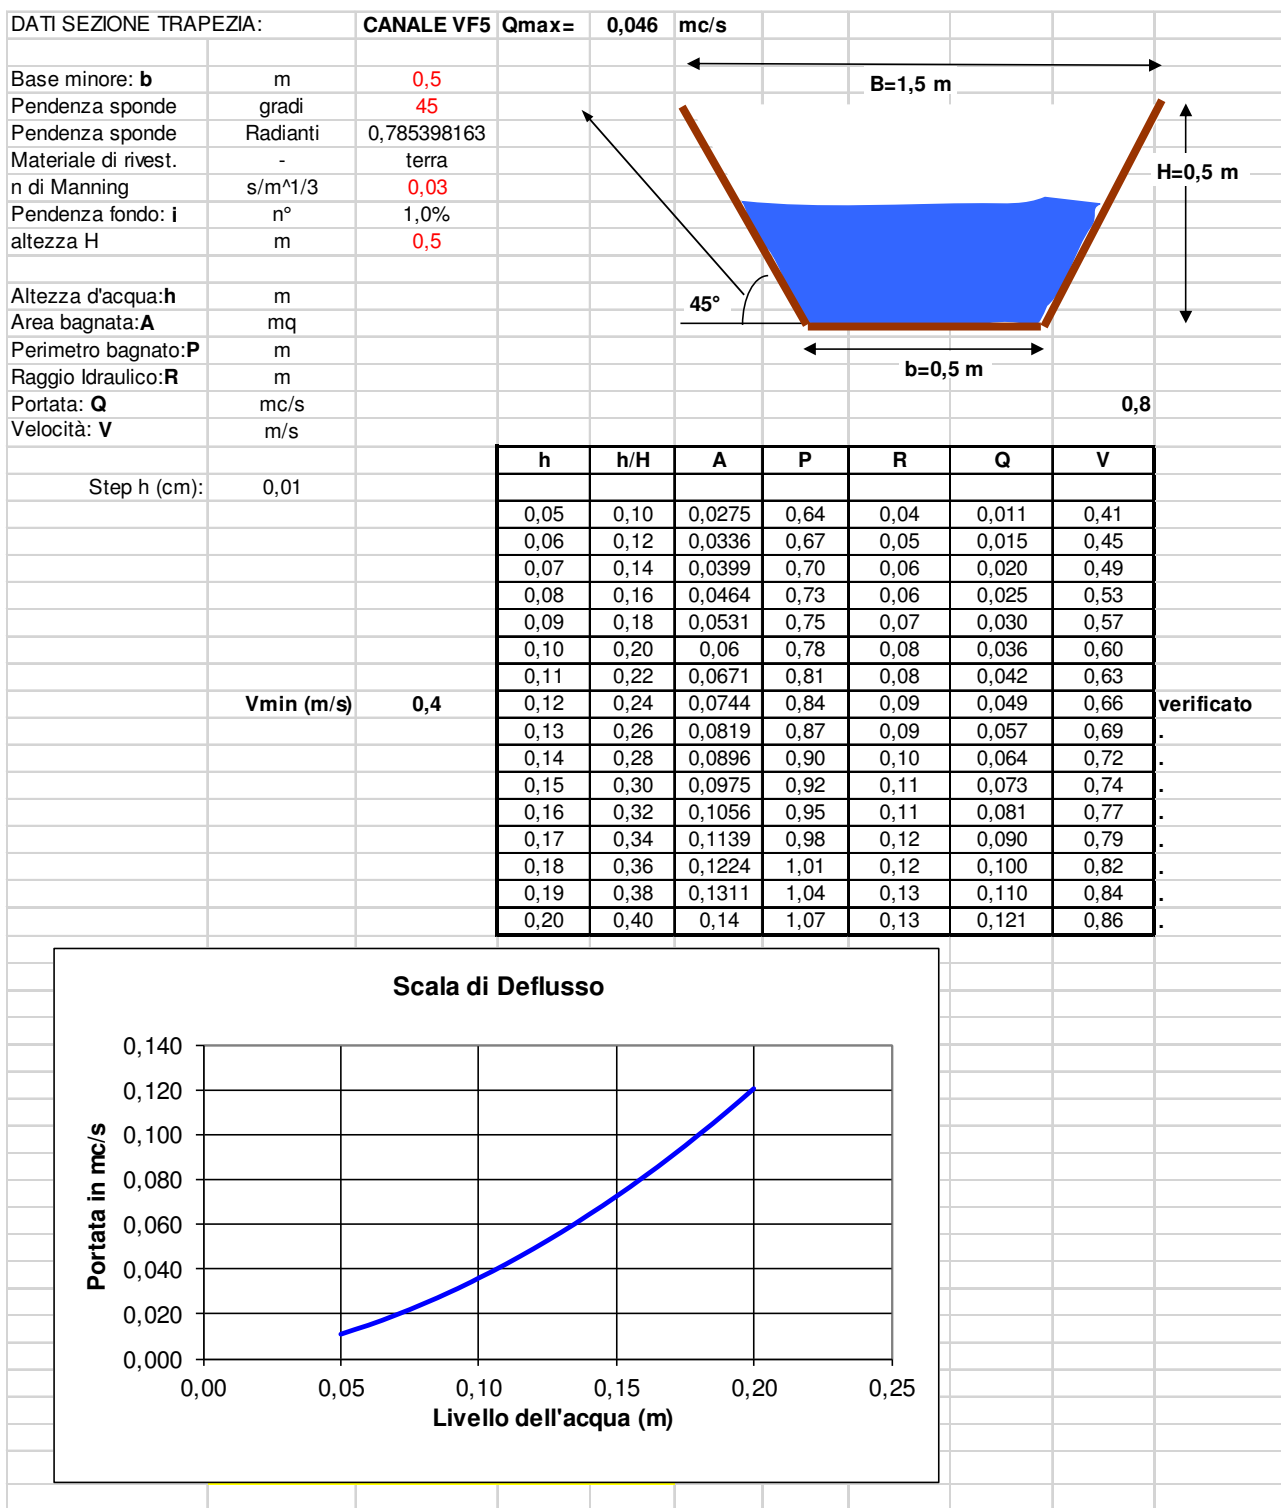 DATI SEZIONE TRAPEZIA: CANALE VF5 Qmax= 0,046 mc/s
Base minore: b m 0,5
Pendenza sponde gradi 45
Pendenza sponde Radianti 0,785398163
Materiale di rivest. - terra
n di Manning s/m^1/3 0,03
Pendenza fondo: i n° 1,0%
altezza H m 0,5
B=1,5 m
H=0,5 m
45°
b=0,5 m
Altezza d'acqua:h m
Area bagnata:A mq
Perimetro bagnato:P m
Raggio Idraulico:R m
Portata: Q mc/s 0,8
Velocità: V m/s
h h/H A P R Q V
Step h (cm): 0,01
0,05 0,10 0,0275 0,64 0,04 0,011 0,41
0,06 0,12 0,0336 0,67 0,05 0,015 0,45
0,07 0,14 0,0399 0,70 0,06 0,020 0,49
0,08 0,16 0,0464 0,73 0,06 0,025 0,53
0,09 0,18 0,0531 0,75 0,07 0,030 0,57
0,10 0,20 0,06 0,78 0,08 0,036 0,60
0,11 0,22 0,0671 0,81 0,08 0,042 0,63
Vmin (m/s) 0,4 0,12 0,24 0,0744 0,84 0,09 0,049 0,66 verificato
0,13 0,26 0,0819 0,87 0,09 0,057 0,69 .
0,14 0,28 0,0896 0,90 0,10 0,064 0,72 .
0,15 0,30 0,0975 0,92 0,11 0,073 0,74 .
0,16 0,32 0,1056 0,95 0,11 0,081 0,77 .
0,17 0,34 0,1139 0,98 0,12 0,090 0,79 .
0,18 0,36 0,1224 1,01 0,12 0,100 0,82 .
0,19 0,38 0,1311 1,04 0,13 0,110 0,84 .
0,20 0,40 0,14 1,07 0,13 0,121 0,86 .
Scala di Deflusso
Portata in mc/s
0,140
0,120
0,100
0,080
0,060
0,040
0,020
0,000
0,00 0,05 0,10 0,15 0,20 0,25
Livello dell'acqua (m)